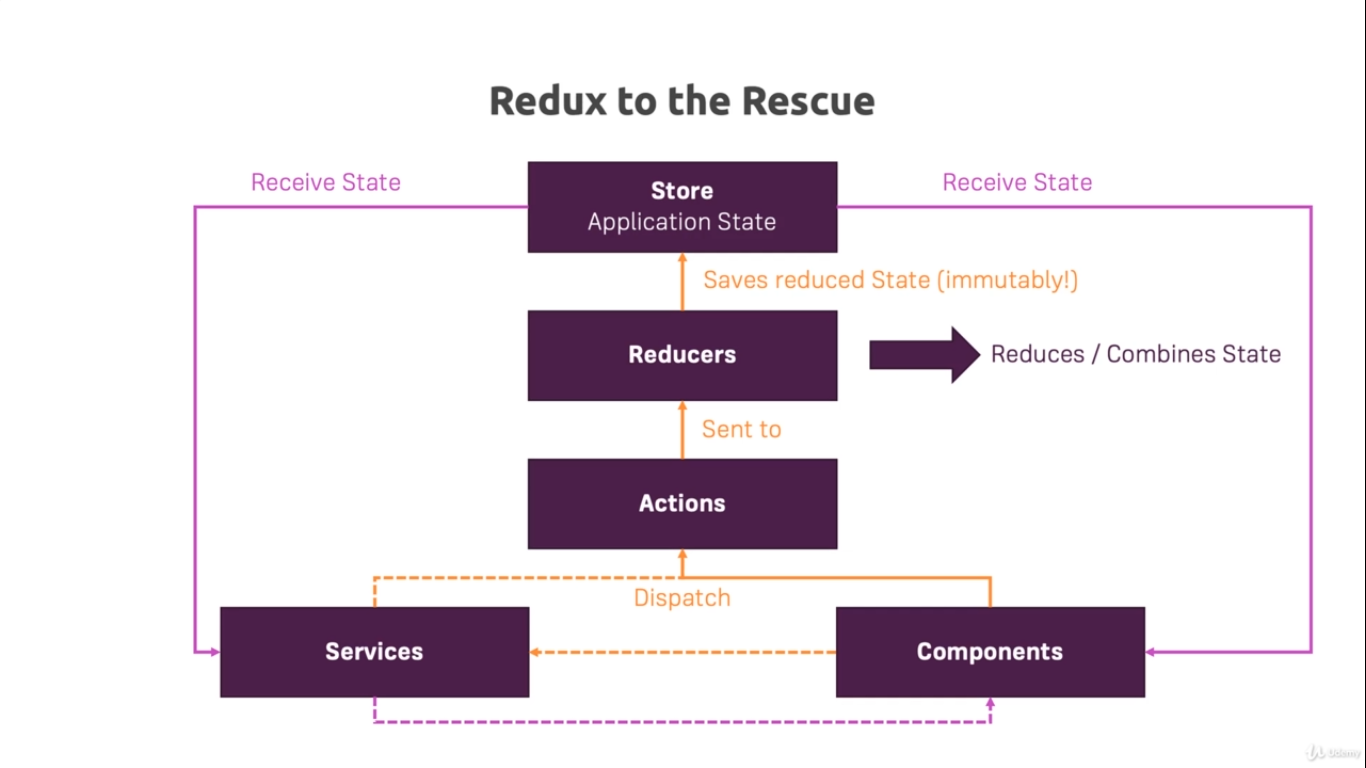 Redux to the Rescue
Receive State
Receive State
Store
Application State
Saves reduced State (immutably!)
Reducers
Reduces / Combines State
Sent to
Actions
Dispatch
Services
Components
Udemy